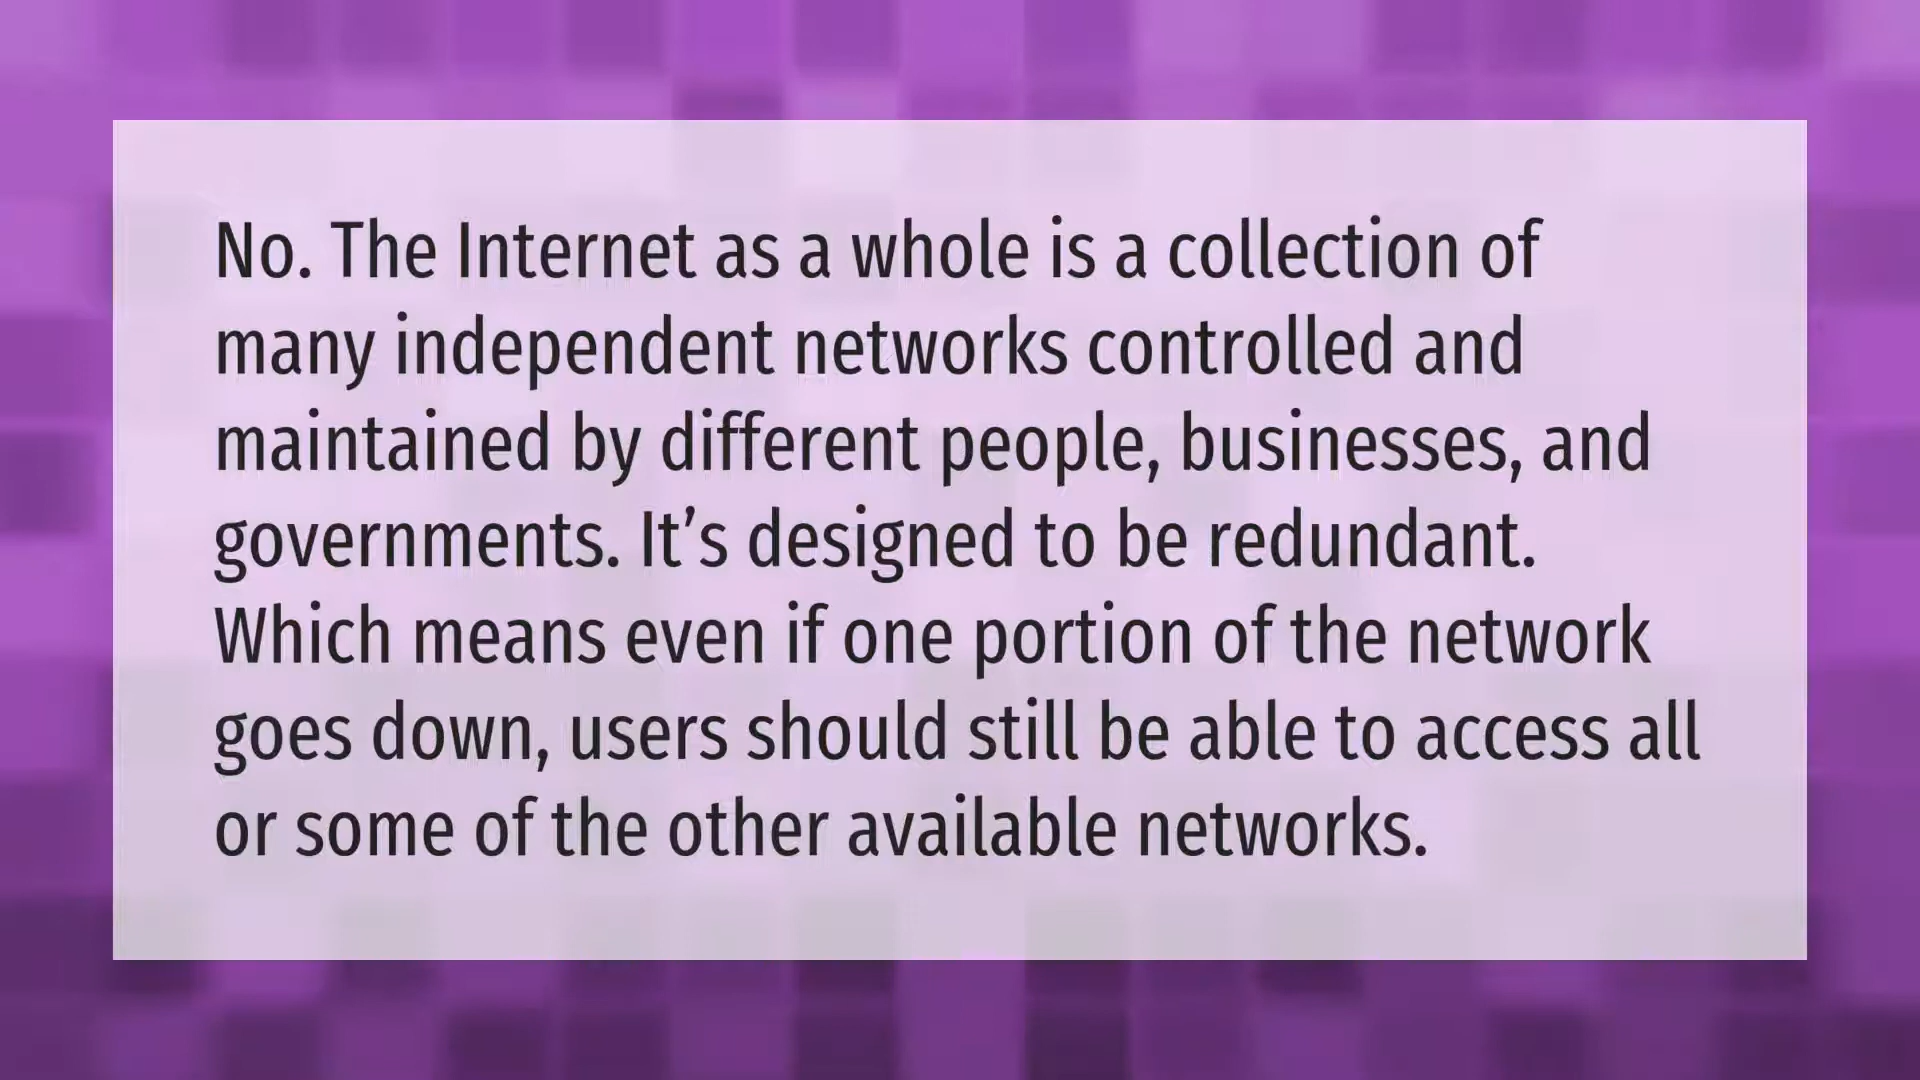 No. The Internet as a whole is a collection of
many independent networks controlled and
maintained by different people, businesses, and
governments. It’s designed to be redundant.
Which means even if one portion of the network
goes down, users should still be able to access all
or some of the other available networks.